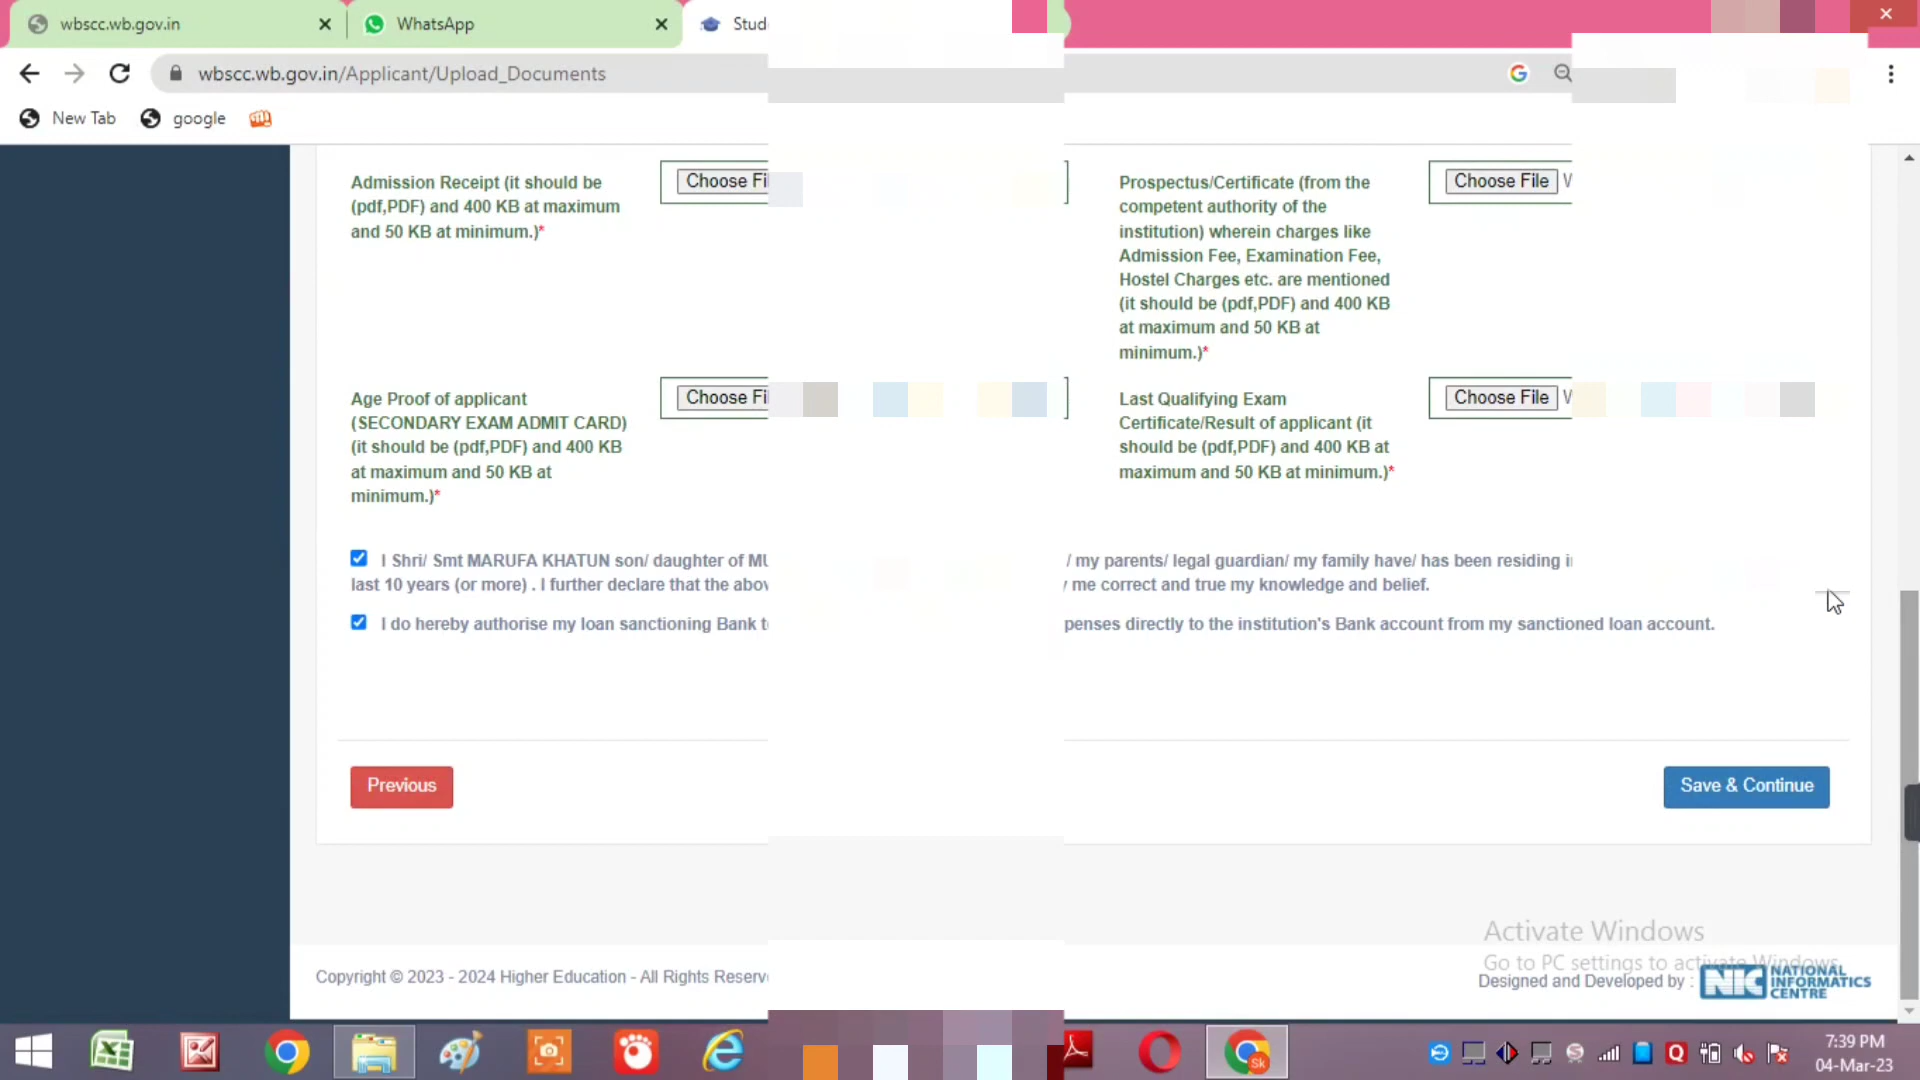 wbscc.wb.gov.in
WhatsApp
wbscc.wb.gov.in/Applicant/Upload_Documents
New Tab
google
Admission Receipt (it should be
(pdf,PDF) and 400 KB at maximum
and 50 KB at minimum.)*
Choose
Prospectus/Certificate (from the
competent authority of the
institution) wherein charges like
Admission Fee, Examination Fee,
Hostel Charges etc. are mentioned
(it should be (pdf,PDF) and 400 KB
at maximum and 50 KB at
minimum.)*
Choose File
Age Proof of applicant
(SECONDARY EXAM ADMIT CARD)
(it should be (pdf,PDF) and 400 KB
at maximum and 50 KB at
minimum.)*
Choose
Last Qualifying Exam
Certificate/Result of applicant (it
should be (pdf,PDF) and 400 KB at
maximum and 50 KB at minimum.)*
Choose File
I Shri/ Smt MARUFA KHATUN son/ daughter of / my parents/ legal guardian/ my family have/ has been residing
last 10 years (or more) . I further declare that the me correct and true my knowledge and belief.
I do hereby authorise my loan sanctioning Bank directly to the institution's Bank account from my sanctioned loan account.
Previous
Save & Continue
Activate Windows
Go to PC settings to activate Windows.
Copyright © 2023 - 2024 Higher Education - All Rights
Designed and Developed by :
NIC NATIONAL
INFORMATICS
CENTRE
Sk
7:39 PM
04-Mar-23